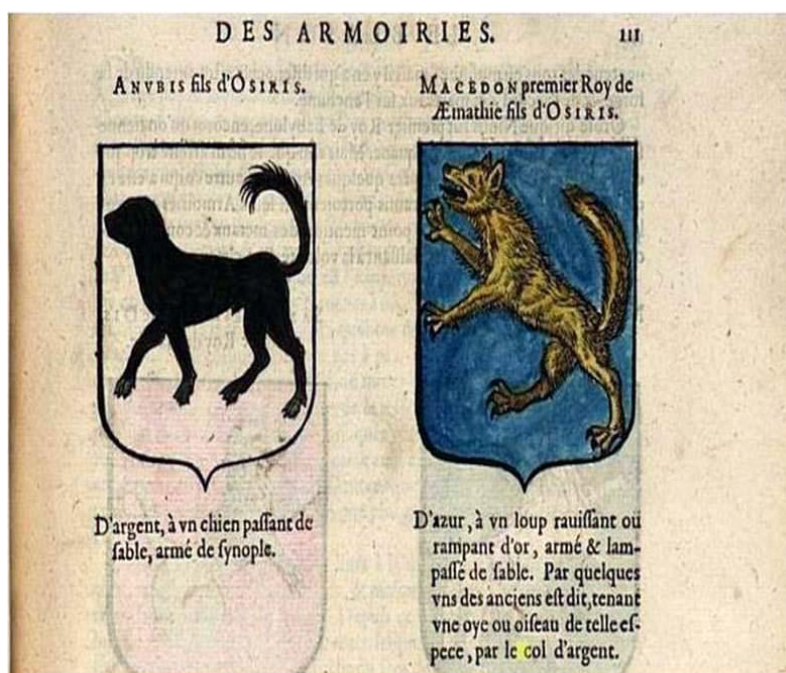 DES ARMOIRIES.
111
ANVBIS fils d'OSIRIS.
D'argent, à vn chien paſſant de
ſable, armé de ſynople.
MACEDON premier Roy de
Æmathie fils d'OSIRIS.
D'azur, à vn loup rauiſſant ou
rampant d'or, armé & lam-
paſſé de ſable. Par quelques
vns des anciens eſt dit, tenant
vne oye ou oiſeau de telle eſ-
pece, par le col d'argent.